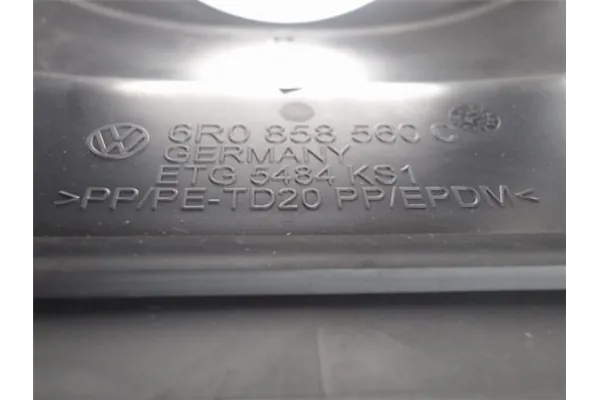 6R0 858 560 C
GERMANY
ETG 5484 KS1
>PP/PE-TD20 PP/EPDM<